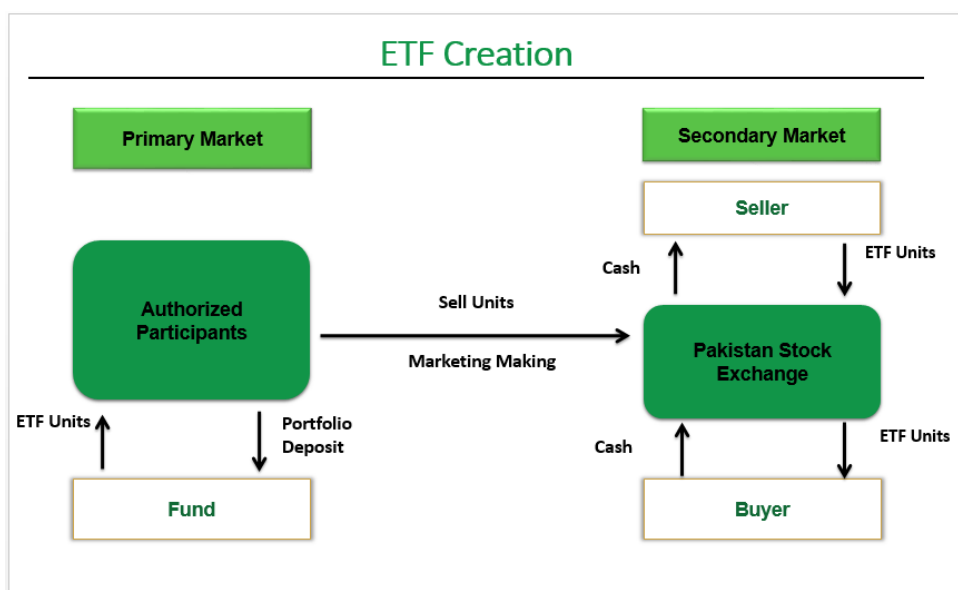 ETF Creation
Primary Market
Secondary Market
Seller
Cash
ETF Units
Authorized
Participants
Sell Units
Marketing Making
Pakistan Stock
Exchange
ETF Units
Portfolio
Deposit
Cash
ETF Units
Fund
Buyer